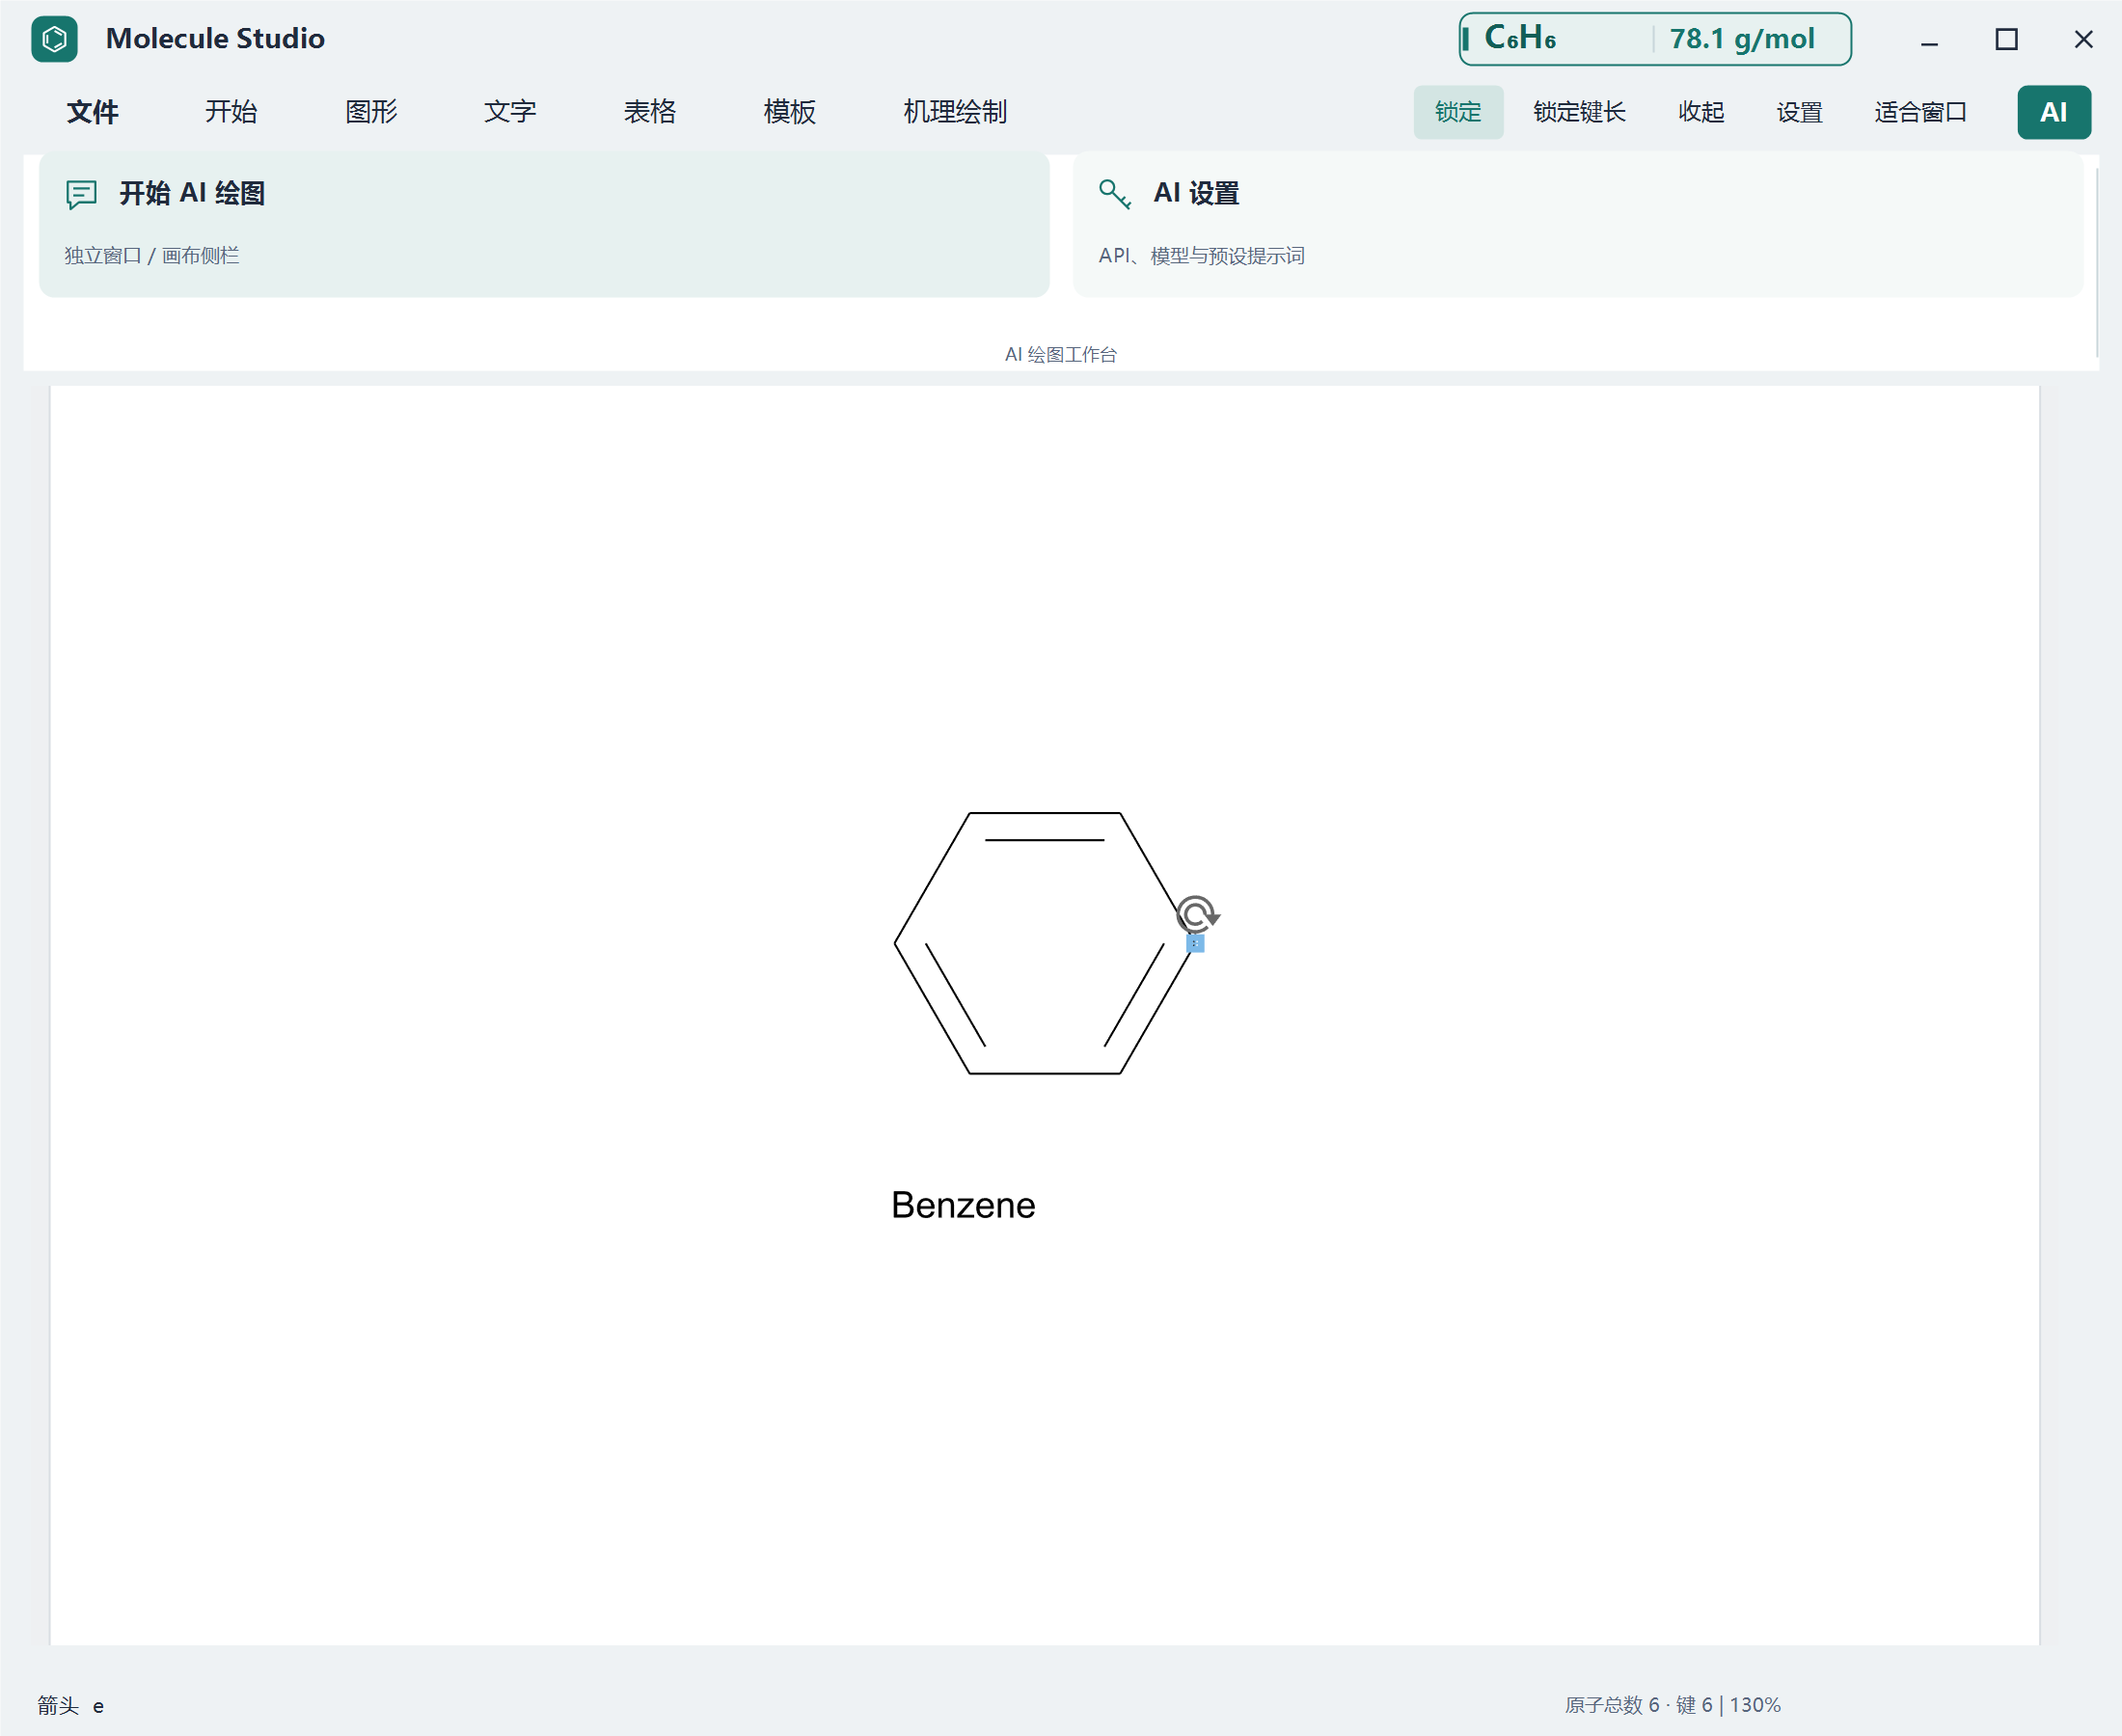 Molecule Studio
C₆H₆ 78.1 g/mol
文件 开始 图形 文字 表格 模板 机理绘制 锁定 锁定键长 收起 设置 适合窗口 AI
开始 AI 绘图
独立窗口 / 画布侧栏
AI 设置
API、模型与预设提示词
AI 绘图工作台
Benzene
箭头 e
原子总数 6 · 键 6 | 130%